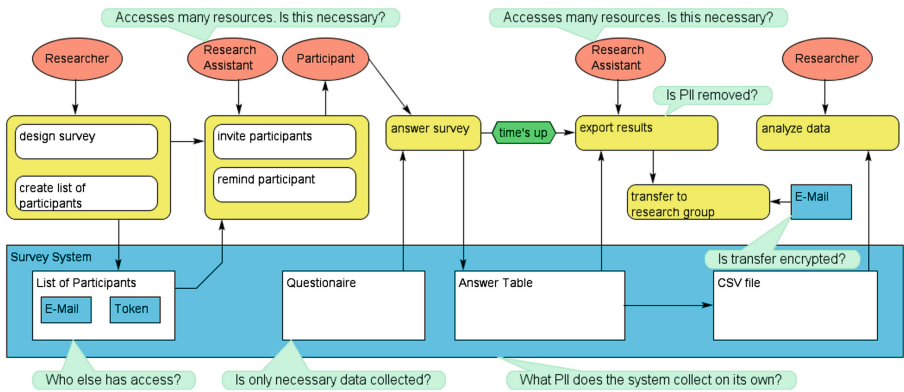 Accesses many resources. Is this necessary?
Accesses many resources. Is this necessary?
Researcher
Research
Assistant
Participant
Research
Assistant
Researcher
Is PII removed?
design survey
invite participants
answer survey
time's up
export results
analyze data
create list of
participants
remind participant
transfer to
research group
E-Mail
Survey System
Is transfer encrypted?
List of Participants
Questionaire
Answer Table
CSV file
E-Mail
Token
Who else has access?
Is only necessary data collected?
What PII does the system collect on its own?